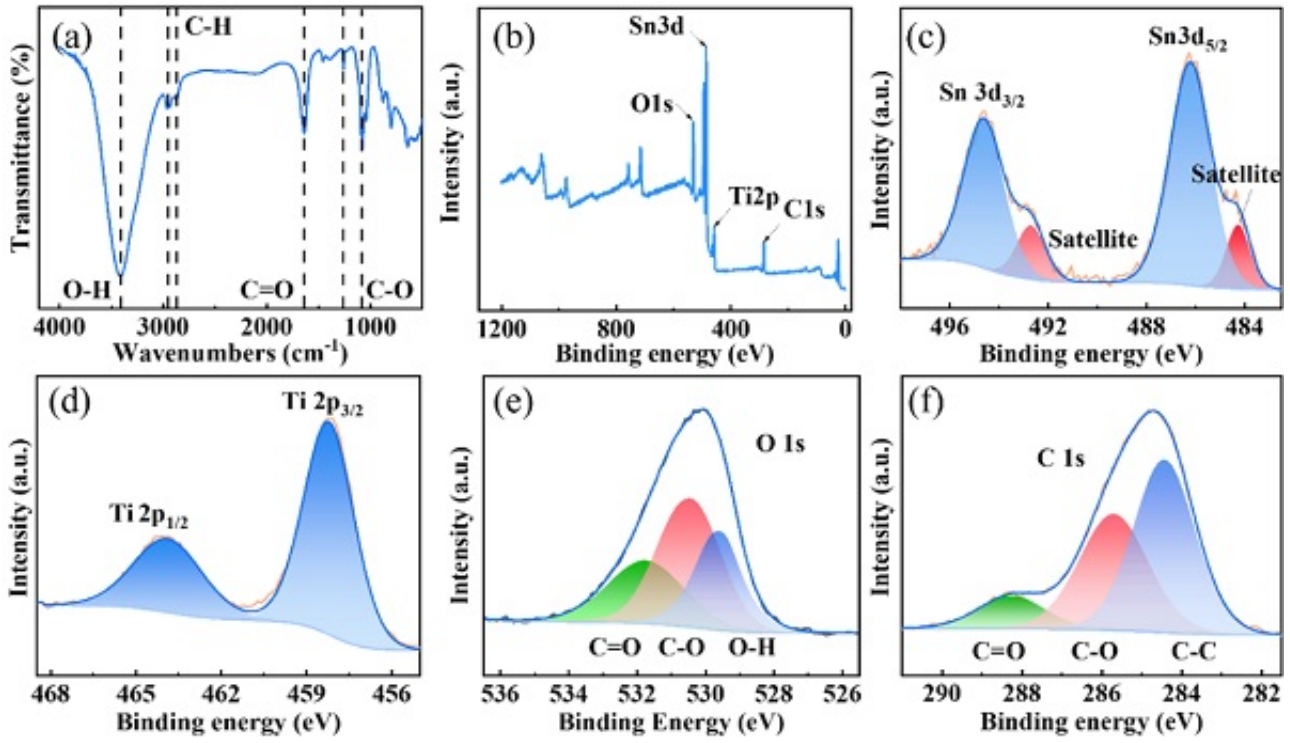 (a)
C-H
O-H
C=O
C-O
Transmittance (%)
4000 3000 2000 1000
Wavenumbers (cm⁻¹)
(b)
Sn3d
O1s
Ti2p
C1s
Intensity (a.u.)
1200 800 400 0
Binding energy (eV)
(c)
Sn3d₅/₂
Sn 3d₃/₂
Satellite
Satellite
Intensity (a.u.)
496 492 488 484
Binding energy (eV)
(d)
Ti 2p₃/₂
Ti 2p₁/₂
Intensity (a.u.)
468 465 462 459 456
Binding energy (eV)
(e)
O 1s
C=O C-O O-H
Intensity (a.u.)
536 534 532 530 528 526
Binding Energy (eV)
(f)
C 1s
C=O C-O C-C
Intensity (a.u.)
290 288 286 284 282
Binding energy (eV)